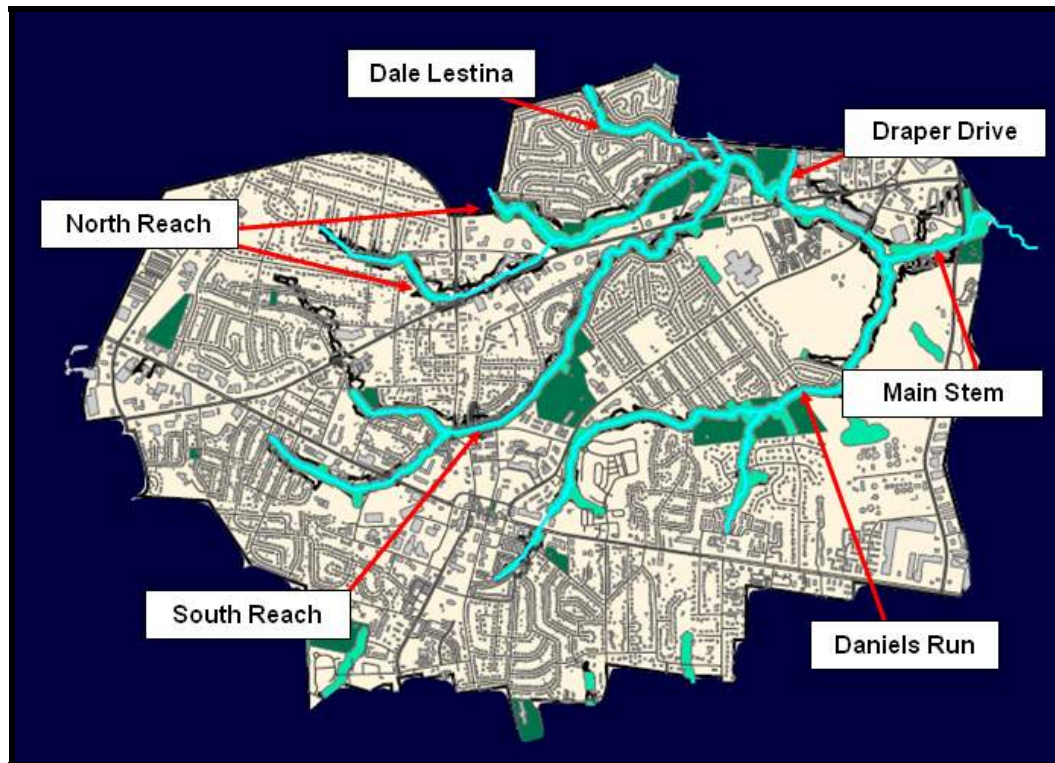 Dale Lestina
Draper Drive
North Reach
Main Stem
South Reach
Daniels Run